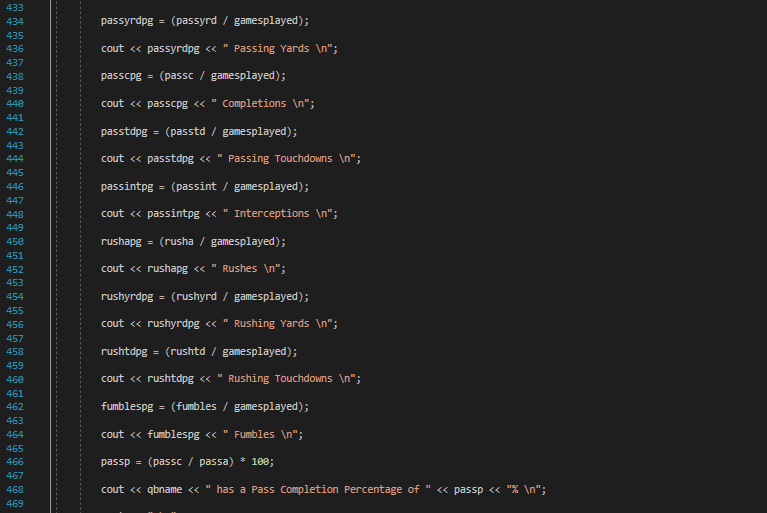 433
434 passyrdpg = (passyrd / gamesplayed);
435
436 cout << passyrdpg << " Passing Yards \n";
437
438 passcpg = (passc / gamesplayed);
439
440 cout << passcpg << " Completions \n";
441
442 passtdpg = (passtd / gamesplayed);
443
444 cout << passtdpg << " Passing Touchdowns \n";
445
446 passintpg = (passint / gamesplayed);
447
448 cout << passintpg << " Interceptions \n";
449
450 rushapg = (rusha / gamesplayed);
451
452 cout << rushapg << " Rushes \n";
453
454 rushyrdpg = (rushyrd / gamesplayed);
455
456 cout << rushyrdpg << " Rushing Yards \n";
457
458 rushtdpg = (rushtd / gamesplayed);
459
460 cout << rushtdpg << " Rushing Touchdowns \n";
461
462 fumblespg = (fumbles / gamesplayed);
463
464 cout << fumblespg << " Fumbles \n";
465
466 passp = (passc / passa) * 100;
467
468 cout << qbname << " has a Pass Completion Percentage of " << passp << "% \n";
469